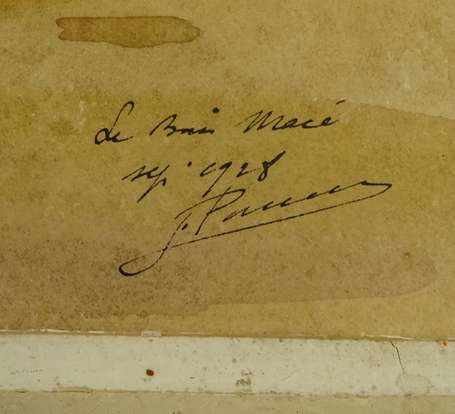 Le Bois Macé
sep. 1928